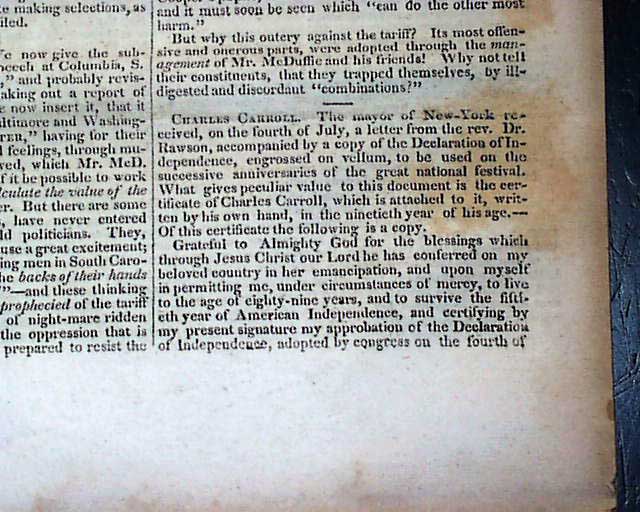 e making selections, as
iled.
e now give the sub-
peech at Columbia, S.
," and probably revis-
aking out a report of
e now insert it, that it
altimore and Washing-
TER," having for their
l feelings, through mu-
ved, which Mr. McD.
f it be possible to work
lculate the value of the
er. But there are some
s, have never entered
ld politicians. They,
use a great excitement;
ing men in South Caro-
he backs of their hands
"—and these thinking
prophecied of the tariff
of night-mare ridden
the oppression that is
prepared to resist the
and it must soon be seen which "can do the other most
harm."
But why this outery against the tariff? Its most offen-
sive and onerous parts, were adopted through the man-
agement of Mr. McDuffie and his friends! Why not tell
their constituents, that they trapped themselves, by ill-
digested and discordant "combinations?"
CHARLES CARROLL. The mayor of New-York re-
ceived, on the fourth of July, a letter from the rev. Dr.
Rawson, accompanied by a copy of the Declaration of In-
dependence, engrossed on vellum, to be used on the
successive anniversaries of the great national festival.
What gives peculiar value to this document is the cer-
tificate of Charles Carroll, which is attached to it, writ-
ten by his own hand, in the ninetieth year of his age.—
Of this certificate the following is a copy.
Grateful to Almighty God for the blessings which
through Jesus Christ our Lord he has conferred on my
beloved country in her emancipation, and upon myself
in permitting me, under circumstances of mercy, to live
to the age of eighty-nine years, and to survive the fifti-
eth year of American Independence, and certifying by
my present signature my approbation of the Declaration
of Independence, adopted by congress on the fourth of